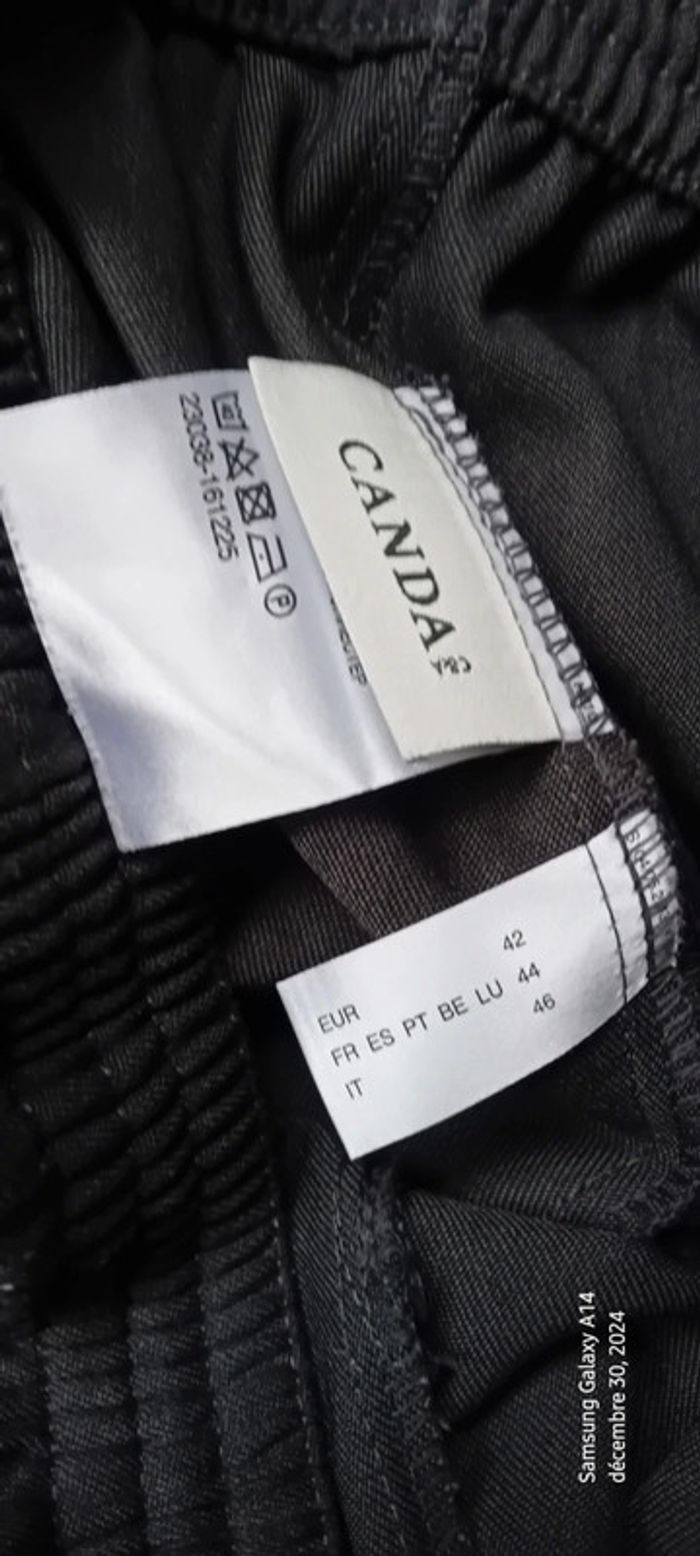 CANDA
40
P
23038-161225
EUR 42
FR ES PT BE LU 44
IT 46
Samsung Galaxy A14
décembre 30, 2024